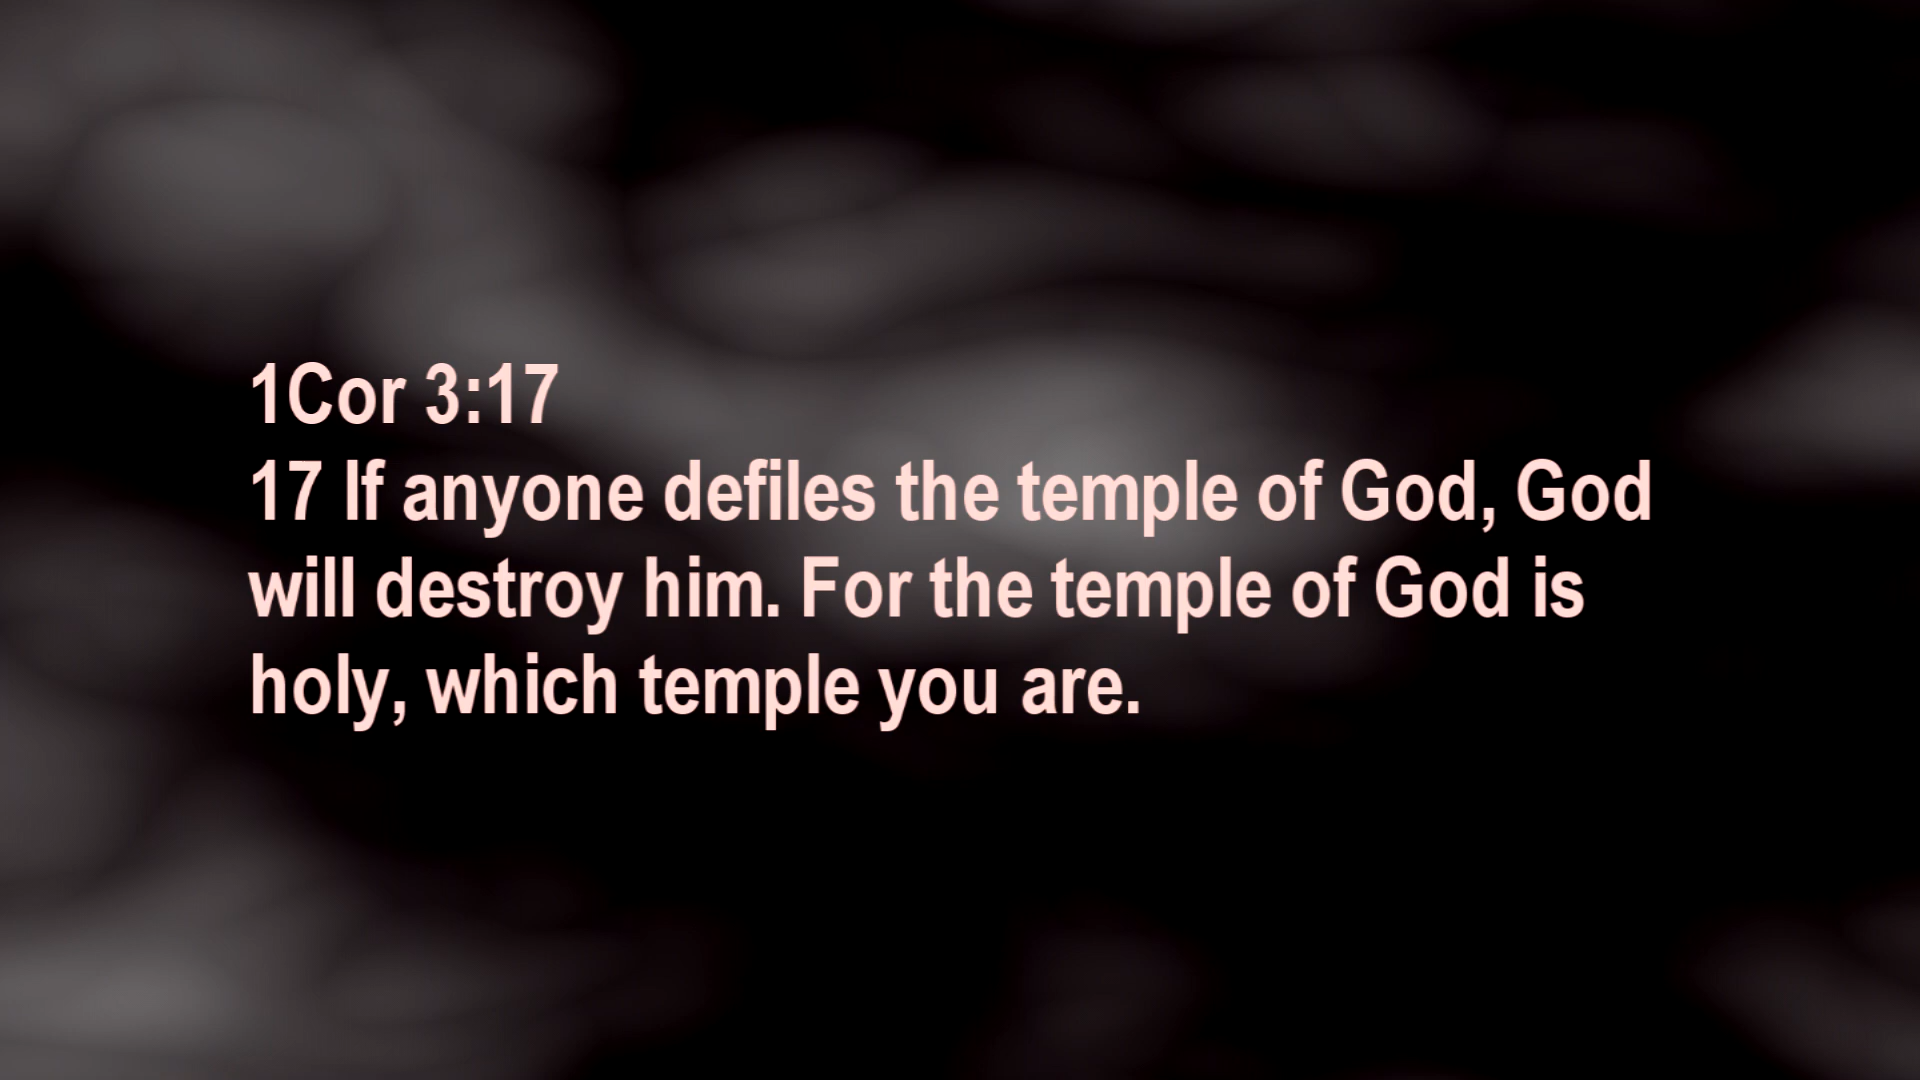 1Cor 3:17
17 If anyone defiles the temple of God, God
will destroy him. For the temple of God is
holy, which temple you are.